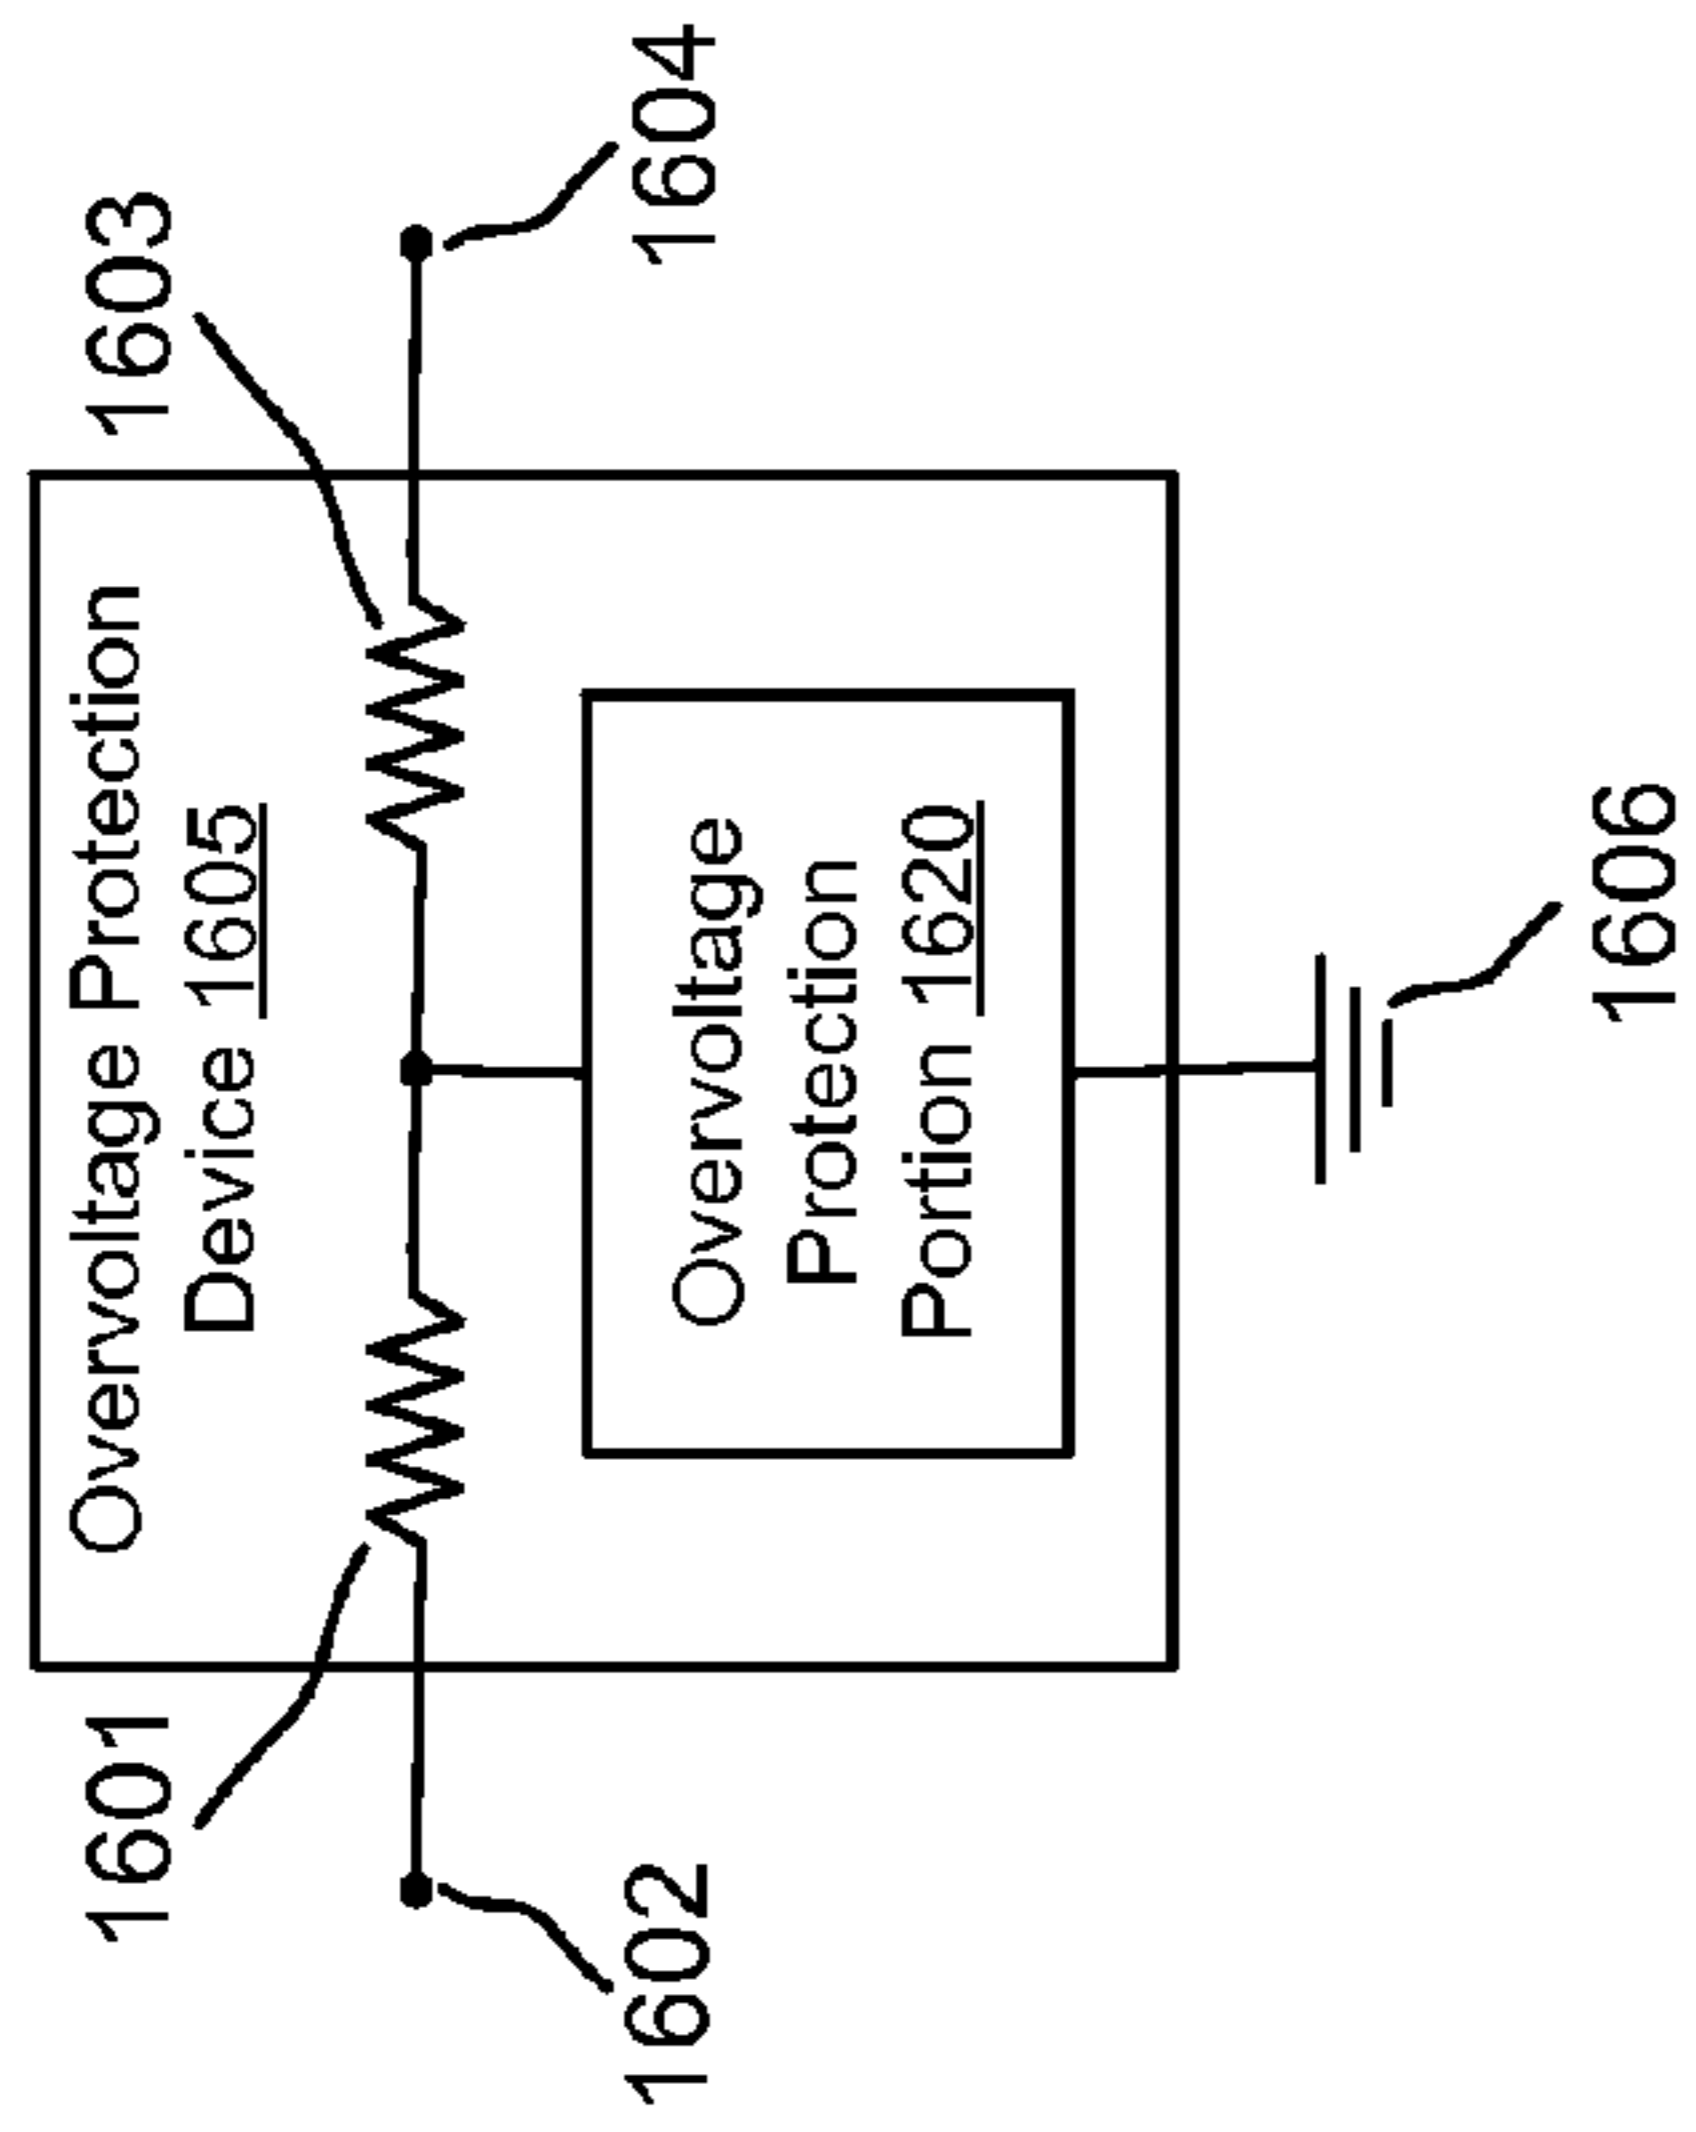 1601
1603
Overvoltage Protection
Device 1605
1602
1604
Overvoltage
Protection
Portion 1620
1606